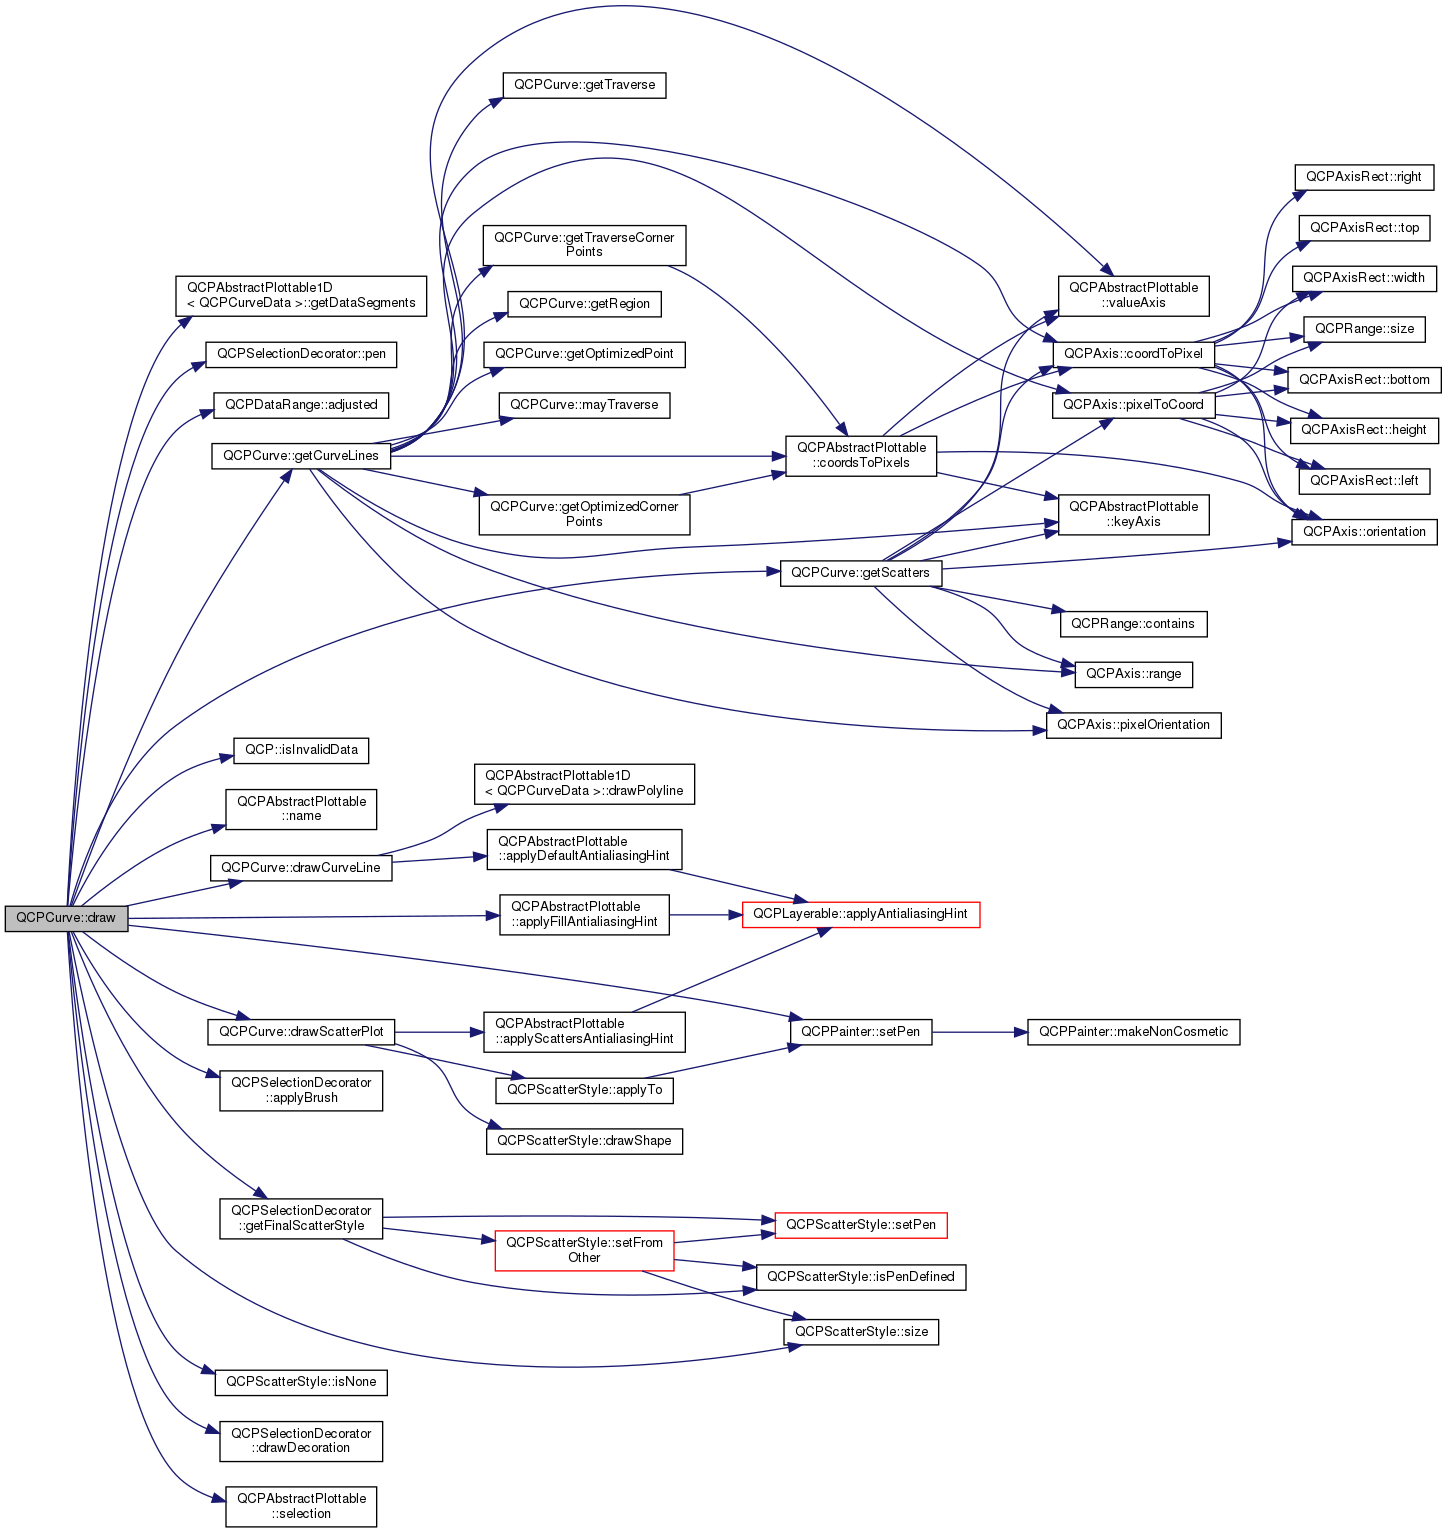 QCPCurve::draw
QCPAbstractPlottable1D
< QCPCurveData >::getDataSegments
QCPSelectionDecorator::pen
QCPDataRange::adjusted
QCPCurve::getCurveLines
QCP::isInvalidData
QCPAbstractPlottable
::name
QCPCurve::drawCurveLine
QCPCurve::drawScatterPlot
QCPSelectionDecorator
::applyBrush
QCPSelectionDecorator
::getFinalScatterStyle
QCPScatterStyle::isNone
QCPSelectionDecorator
::drawDecoration
QCPAbstractPlottable
::selection
QCPCurve::getTraverse
QCPCurve::getTraverseCorner
Points
QCPCurve::getRegion
QCPCurve::getOptimizedPoint
QCPCurve::mayTraverse
QCPCurve::getOptimizedCorner
Points
QCPAbstractPlottable1D
< QCPCurveData >::drawPolyline
QCPAbstractPlottable
::applyDefaultAntialiasingHint
QCPAbstractPlottable
::applyFillAntialiasingHint
QCPAbstractPlottable
::applyScattersAntialiasingHint
QCPScatterStyle::applyTo
QCPScatterStyle::drawShape
QCPScatterStyle::setFrom
Other
QCPAbstractPlottable
::coordsToPixels
QCPCurve::getScatters
QCPLayerable::applyAntialiasingHint
QCPPainter::setPen
QCPScatterStyle::setPen
QCPScatterStyle::isPenDefined
QCPScatterStyle::size
QCPAbstractPlottable
::valueAxis
QCPAxis::coordToPixel
QCPAxis::pixelToCoord
QCPAbstractPlottable
::keyAxis
QCPRange::contains
QCPAxis::range
QCPAxis::pixelOrientation
QCPPainter::makeNonCosmetic
QCPAxisRect::right
QCPAxisRect::top
QCPAxisRect::width
QCPRange::size
QCPAxisRect::bottom
QCPAxisRect::height
QCPAxisRect::left
QCPAxis::orientation